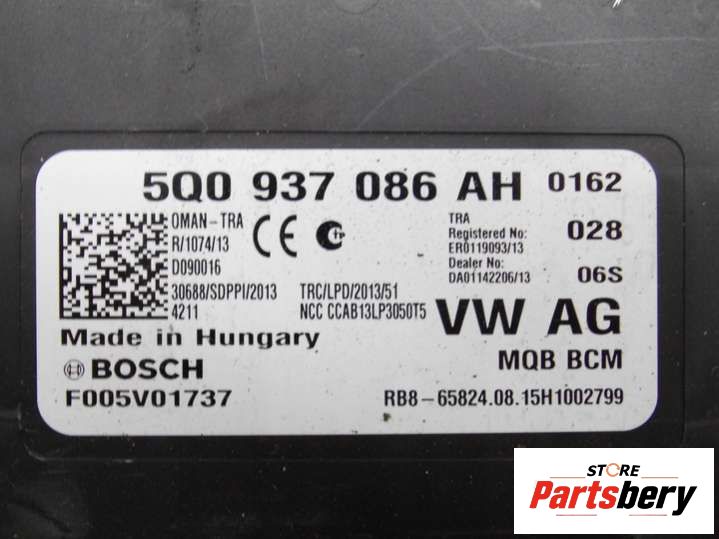 5Q0 937 086 AH 0162
OMAN-TRA
R/1074/13
D090016
CE
TRA
Registered No:
ER0119093/13
Dealer No:
DA01142206/13
028
06S
30688/SDPPI/2013
4211
TRC/LPD/2013/51
NCC CCAB13LP3050T5
VW AG
Made in Hungary
MQB BCM
BOSCH
F005V01737
RB8-65824.08.15H1002799
STORE
Partsbery